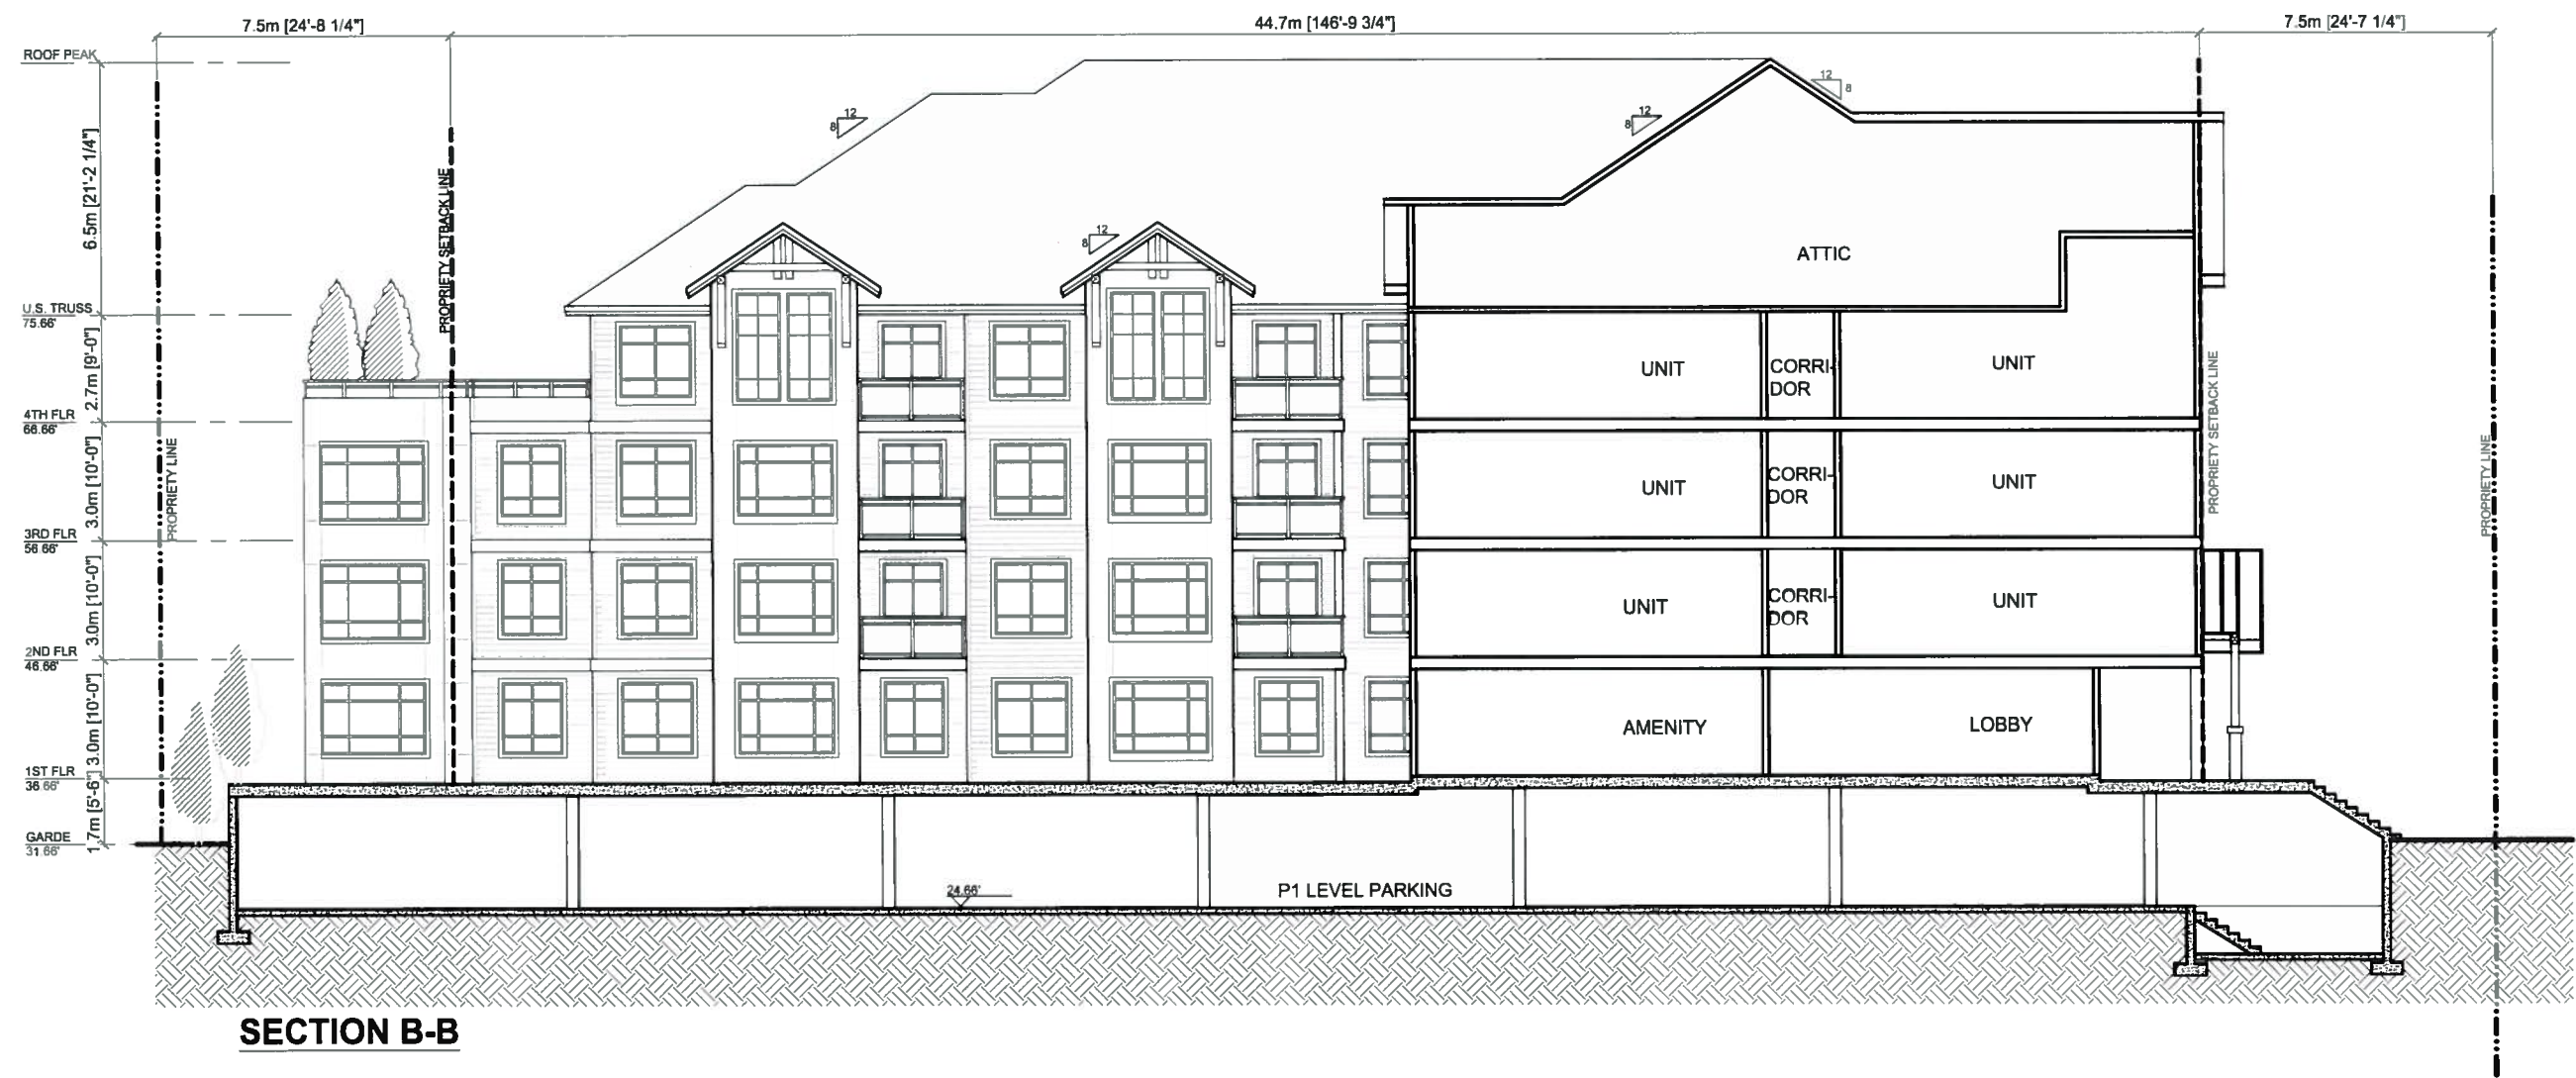 7.5m [24'-8 1/4"]
44.7m [146'-9 3/4"]
7.5m [24'-7 1/4"]
ROOF PEAK
12
8
12
8
12
8
12
8
6.5m [21'-2 1/4"]
PROPRIETY SETBACK LINE
ATTIC
U.S. TRUSS
75.66'
2.7m [9'-0"]
UNIT
CORRI-
DOR
UNIT
4TH FLR
66.66'
PROPRIETY LINE
3.0m [10'-0"]
UNIT
CORRI-
DOR
UNIT
PROPRIETY SETBACK LINE
PROPRIETY LINE
3RD FLR
56.66'
3.0m [10'-0"]
UNIT
CORRI-
DOR
UNIT
2ND FLR
46.66'
3.0m [10'-0"]
AMENITY
LOBBY
1ST FLR
36.66'
1.7m [5'-6"]
GARDE
31.66'
24.66'
P1 LEVEL PARKING
SECTION B-B